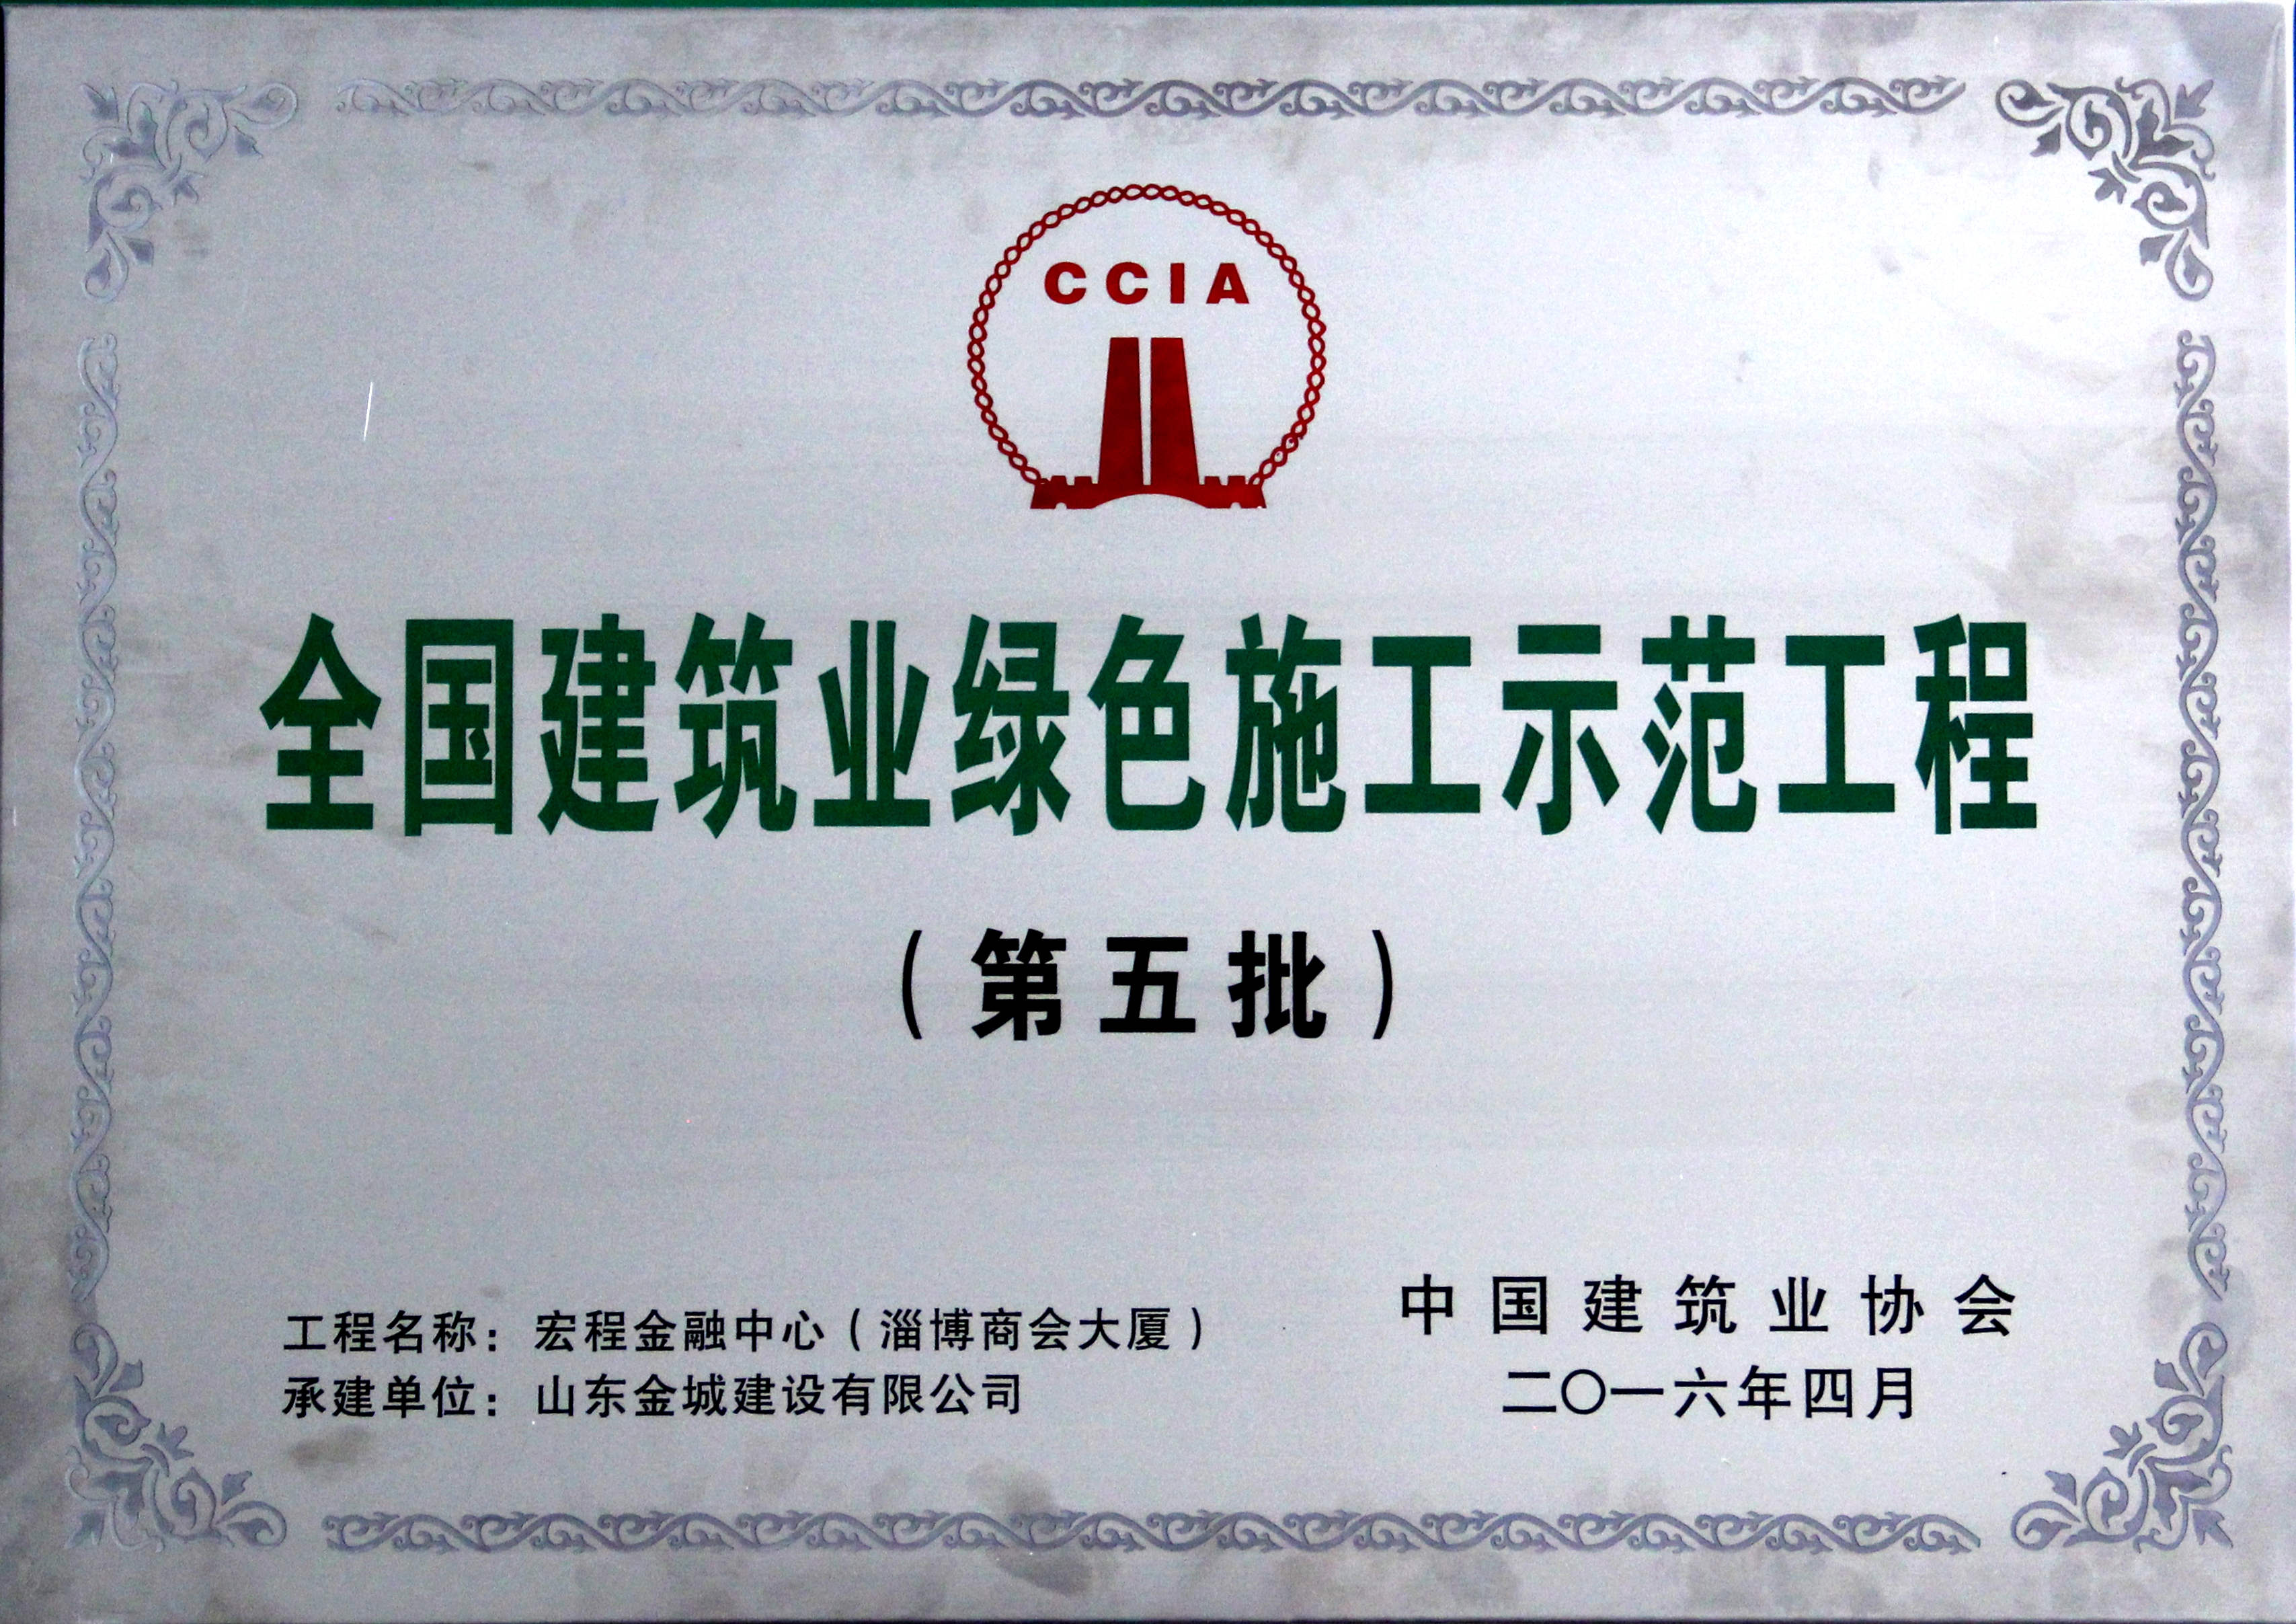 CCIA
全国建筑业绿色施工示范工程
（第五批）
工程名称：宏程金融中心（淄博商会大厦）
承建单位：山东金城建设有限公司
中国建筑业协会
二〇一六年四月